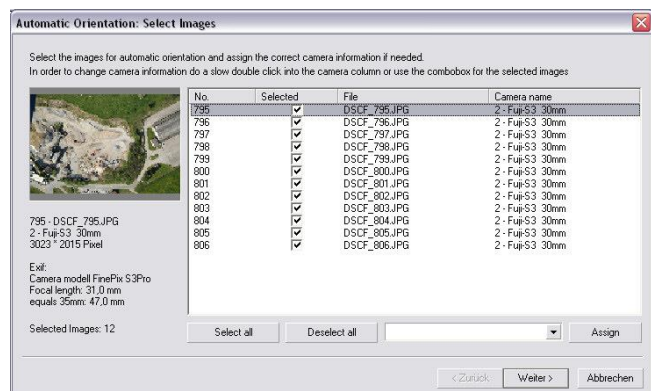 Automatic Orientation: Select Images
Select the images for automatic orientation and assign the correct camera information if needed.
In order to change camera information do a slow double click into the camera column or use the combobox for the selected images
No. Selected File Camera name
795 DSCF_795.JPG 2 - Fuji-S3 30mm
796 DSCF_796.JPG 2 - Fuji-S3 30mm
797 DSCF_797.JPG 2 - Fuji-S3 30mm
798 DSCF_798.JPG 2 - Fuji-S3 30mm
799 DSCF_799.JPG 2 - Fuji-S3 30mm
800 DSCF_800.JPG 2 - Fuji-S3 30mm
801 DSCF_801.JPG 2 - Fuji-S3 30mm
802 DSCF_802.JPG 2 - Fuji-S3 30mm
803 DSCF_803.JPG 2 - Fuji-S3 30mm
804 DSCF_804.JPG 2 - Fuji-S3 30mm
805 DSCF_805.JPG 2 - Fuji-S3 30mm
806 DSCF_806.JPG 2 - Fuji-S3 30mm
795 - DSCF_795.JPG
2 - Fuji-S3 30mm
3023 * 2015 Pixel
Exif:
Camera modell FinePix S3Pro
Focal length: 31,0 mm
equals 35mm: 47,0 mm
Selected Images: 12
Select all Deselect all Assign
< Zurück Weiter > Abbrechen